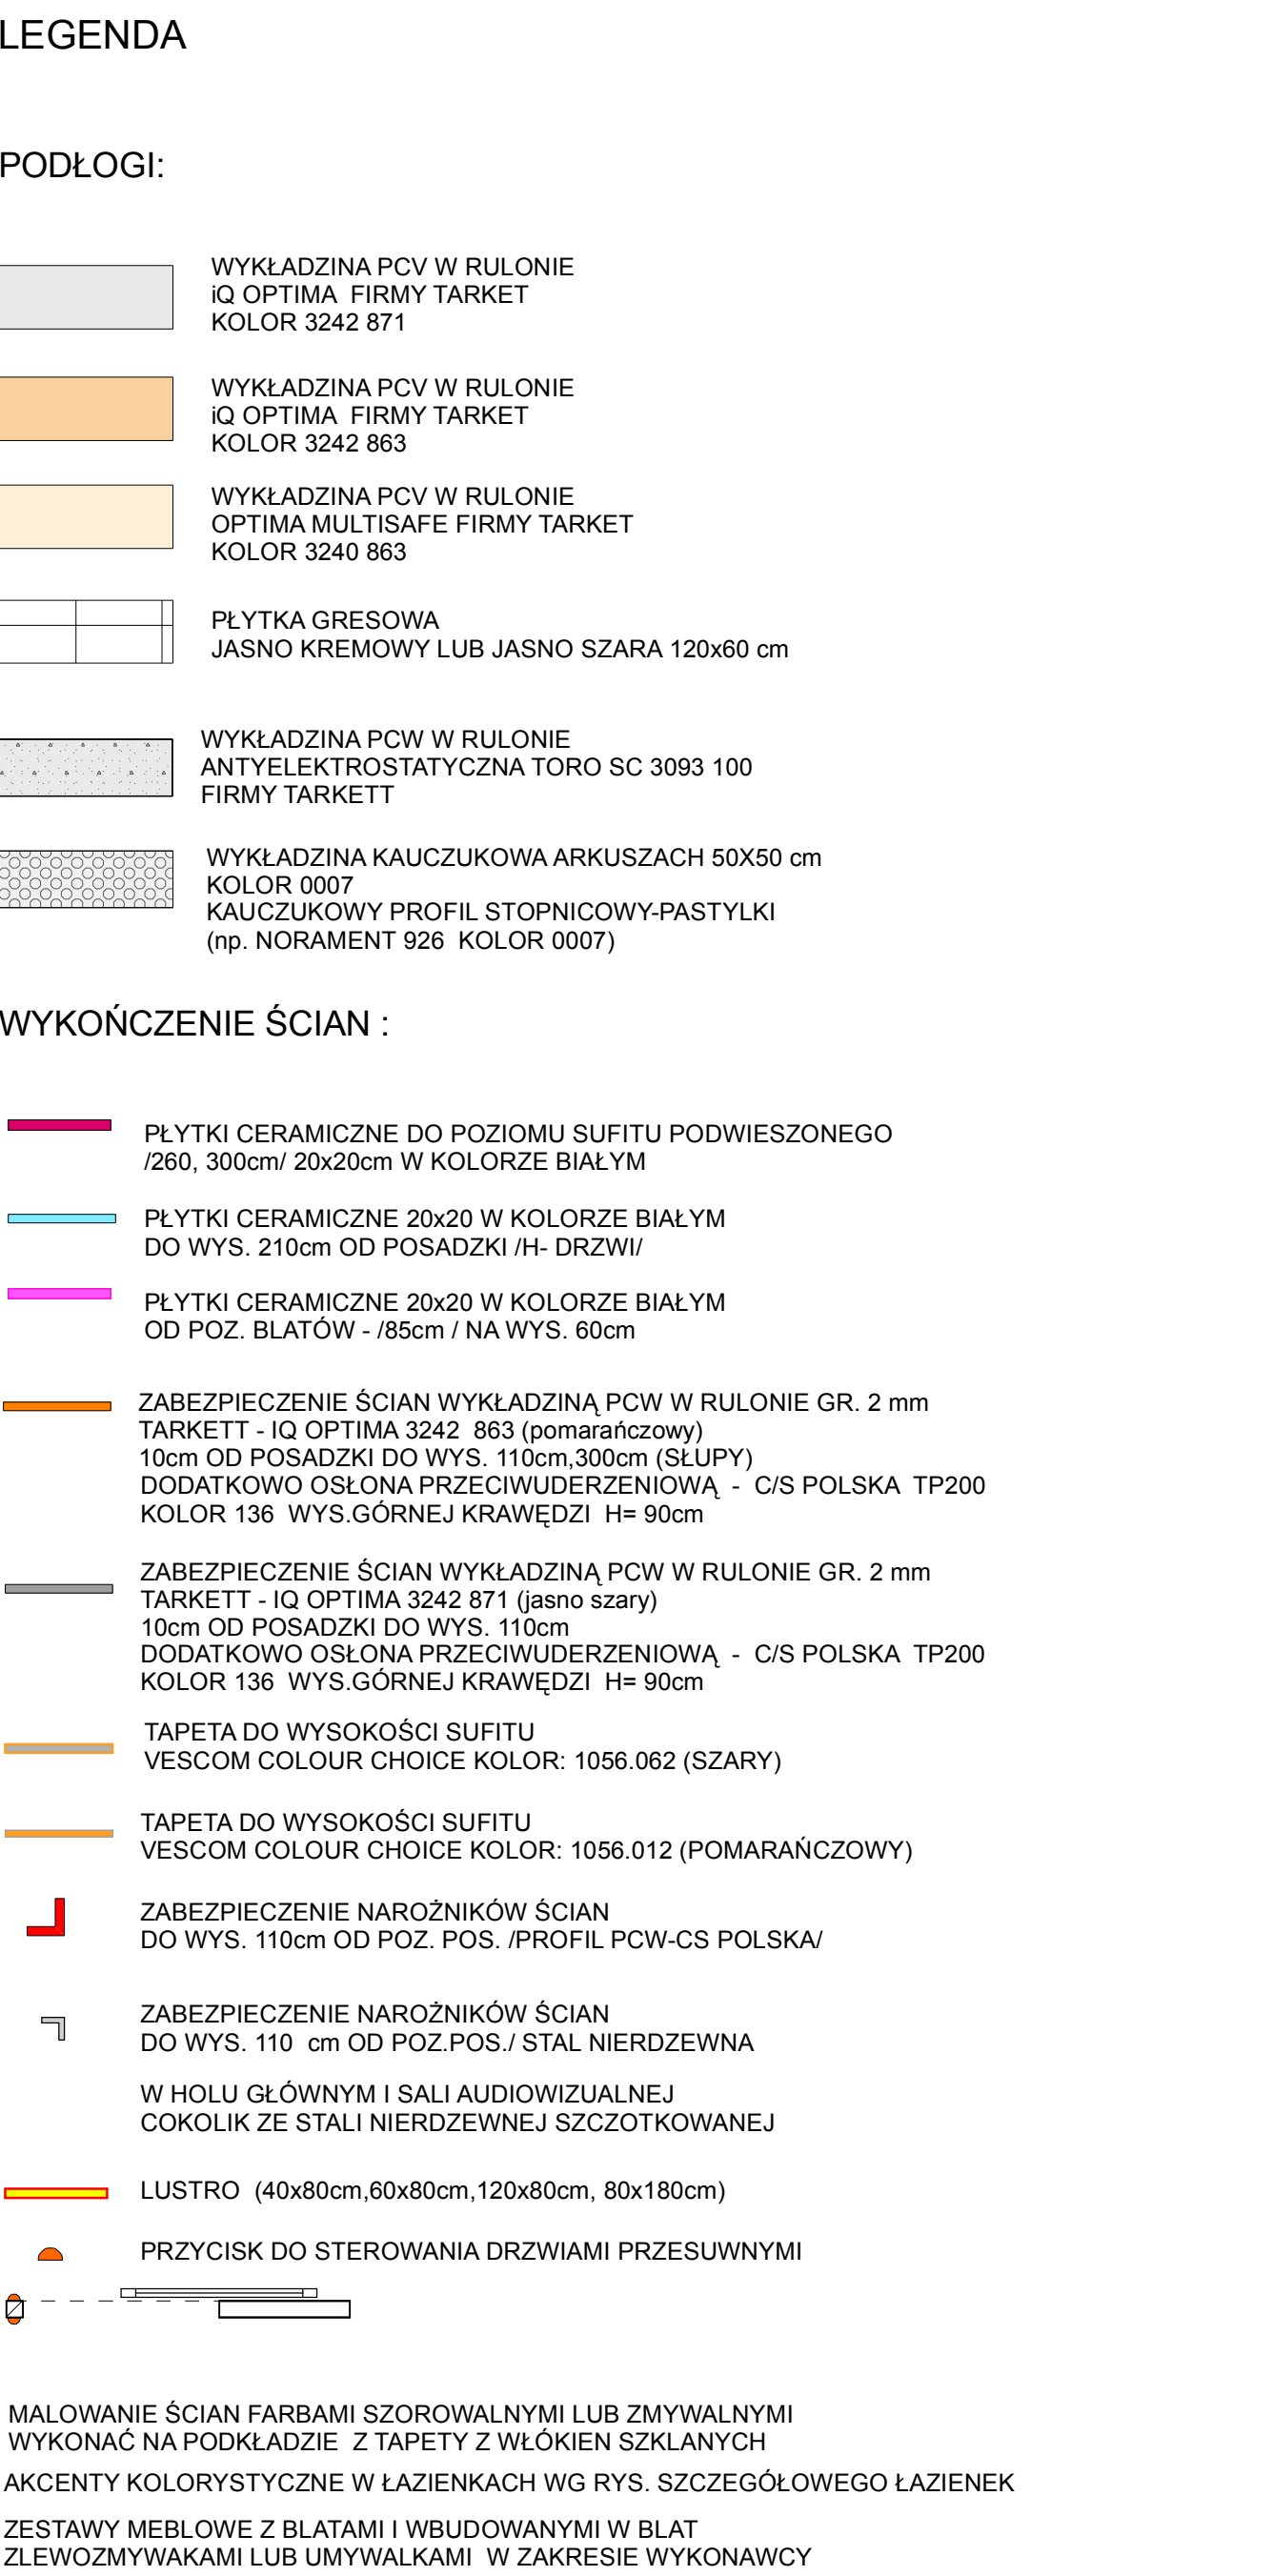 LEGENDA
PODŁOGI:
WYKŁADZINA PCV W RULONIE
iQ OPTIMA  FIRMY TARKET
KOLOR 3242 871
WYKŁADZINA PCV W RULONIE
iQ OPTIMA  FIRMY TARKET
KOLOR 3242 863
WYKŁADZINA PCV W RULONIE
OPTIMA MULTISAFE FIRMY TARKET
KOLOR 3240 863
PŁYTKA GRESOWA
JASNO KREMOWY LUB JASNO SZARA 120x60 cm
WYKŁADZINA PCW W RULONIE
ANTYELEKTROSTATYCZNA TORO SC 3093 100
FIRMY TARKETT
WYKŁADZINA KAUCZUKOWA ARKUSZACH 50X50 cm
KOLOR 0007
KAUCZUKOWY PROFIL STOPNICOWY-PASTYLKI
(np. NORAMENT 926  KOLOR 0007)
WYKOŃCZENIE ŚCIAN :
PŁYTKI CERAMICZNE DO POZIOMU SUFITU PODWIESZONEGO
/260, 300cm/ 20x20cm W KOLORZE BIAŁYM
PŁYTKI CERAMICZNE 20x20 W KOLORZE BIAŁYM
DO WYS. 210cm OD POSADZKI /H- DRZWI/
PŁYTKI CERAMICZNE 20x20 W KOLORZE BIAŁYM
OD POZ. BLATÓW - /85cm / NA WYS. 60cm
ZABEZPIECZENIE ŚCIAN WYKŁADZINĄ PCW W RULONIE GR. 2 mm
TARKETT - IQ OPTIMA 3242  863 (pomarańczowy)
10cm OD POSADZKI DO WYS. 110cm,300cm (SŁUPY)
DODATKOWO OSŁONA PRZECIWUDERZENIOWĄ  -  C/S POLSKA  TP200
KOLOR 136  WYS.GÓRNEJ KRAWĘDZI  H= 90cm
ZABEZPIECZENIE ŚCIAN WYKŁADZINĄ PCW W RULONIE GR. 2 mm
TARKETT - IQ OPTIMA 3242 871 (jasno szary)
10cm OD POSADZKI DO WYS. 110cm
DODATKOWO OSŁONA PRZECIWUDERZENIOWĄ  -  C/S POLSKA  TP200
KOLOR 136  WYS.GÓRNEJ KRAWĘDZI  H= 90cm
TAPETA DO WYSOKOŚCI SUFITU
VESCOM COLOUR CHOICE KOLOR: 1056.062 (SZARY)
TAPETA DO WYSOKOŚCI SUFITU
VESCOM COLOUR CHOICE KOLOR: 1056.012 (POMARAŃCZOWY)
ZABEZPIECZENIE NAROŻNIKÓW ŚCIAN
DO WYS. 110cm OD POZ. POS. /PROFIL PCW-CS POLSKA/
ZABEZPIECZENIE NAROŻNIKÓW ŚCIAN
DO WYS. 110  cm OD POZ.POS./ STAL NIERDZEWNA
W HOLU GŁÓWNYM I SALI AUDIOWIZUALNEJ
COKOLIK ZE STALI NIERDZEWNEJ SZCZOTKOWANEJ
LUSTRO  (40x80cm,60x80cm,120x80cm, 80x180cm)
PRZYCISK DO STEROWANIA DRZWIAMI PRZESUWNYMI
MALOWANIE ŚCIAN FARBAMI SZOROWALNYMI LUB ZMYWALNYMI
WYKONAĆ NA PODKŁADZIE  Z TAPETY Z WŁÓKIEN SZKLANYCH
AKCENTY KOLORYSTYCZNE W ŁAZIENKACH WG RYS. SZCZEGÓŁOWEGO ŁAZIENEK
ZESTAWY MEBLOWE Z BLATAMI I WBUDOWANYMI W BLAT
ZLEWOZMYWAKAMI LUB UMYWALKAMI  W ZAKRESIE WYKONAWCY